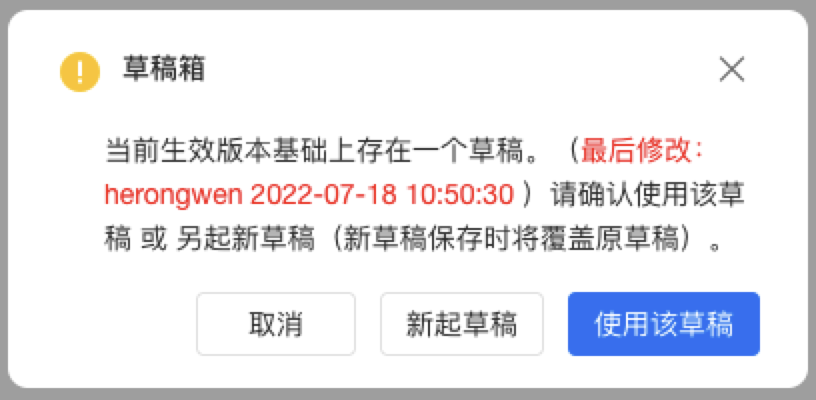 草稿箱
当前生效版本基础上存在一个草稿。（最后修改：
herongwen 2022-07-18 10:50:30 ）请确认使用该草
稿 或 另起新草稿（新草稿保存时将覆盖原草稿）。
取消 新起草稿 使用该草稿